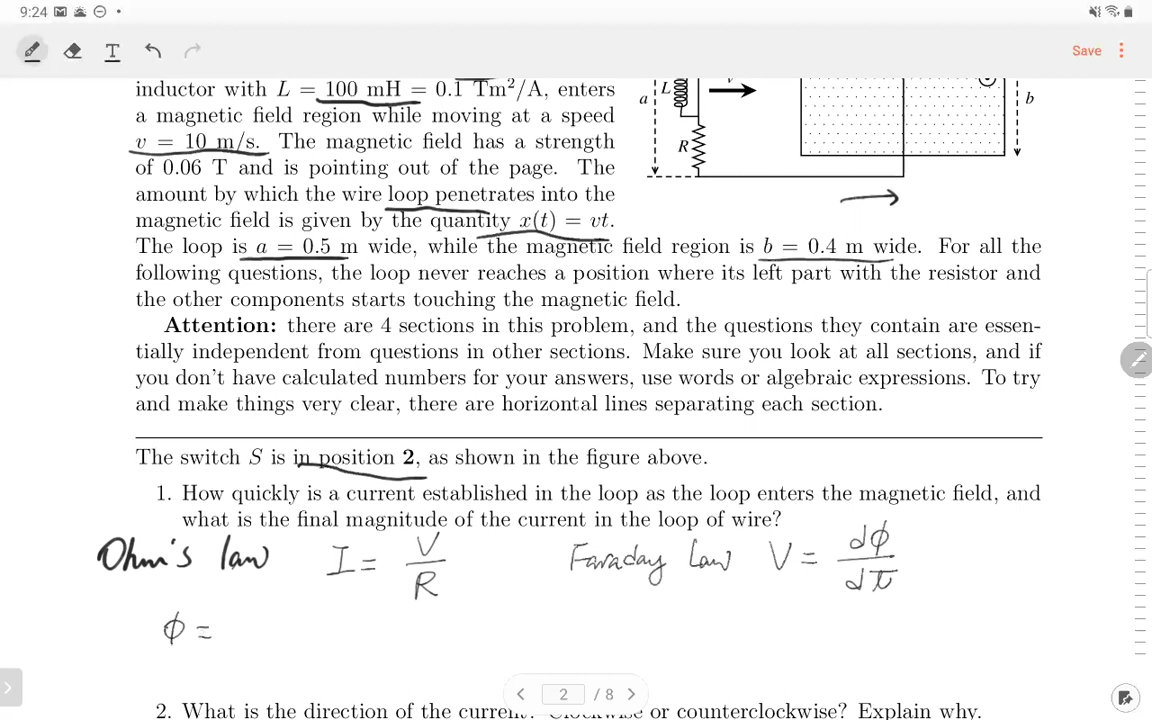 9:24
T
Save
inductor with L = 100 mH = 0.1 Tm²/A, enters
a magnetic field region while moving at a speed
v = 10 m/s. The magnetic field has a strength
of 0.06 T and is pointing out of the page. The
amount by which the wire loop penetrates into the
magnetic field is given by the quantity x(t) = vt.
a L R b
The loop is a = 0.5 m wide, while the magnetic field region is b = 0.4 m wide. For all the
following questions, the loop never reaches a position where its left part with the resistor and
the other components starts touching the magnetic field.
Attention: there are 4 sections in this problem, and the questions they contain are essen-
tially independent from questions in other sections. Make sure you look at all sections, and if
you don't have calculated numbers for your answers, use words or algebraic expressions. To try
and make things very clear, there are horizontal lines separating each section.
The switch S is in position 2, as shown in the figure above.
1. How quickly is a current established in the loop as the loop enters the magnetic field, and
what is the final magnitude of the current in the loop of wire?
Ohm's law I = V/R Faraday Law V = dϕ/dt
ϕ =
2 / 8
2. What is the direction of the current? Clockwise or counterclockwise? Explain why.